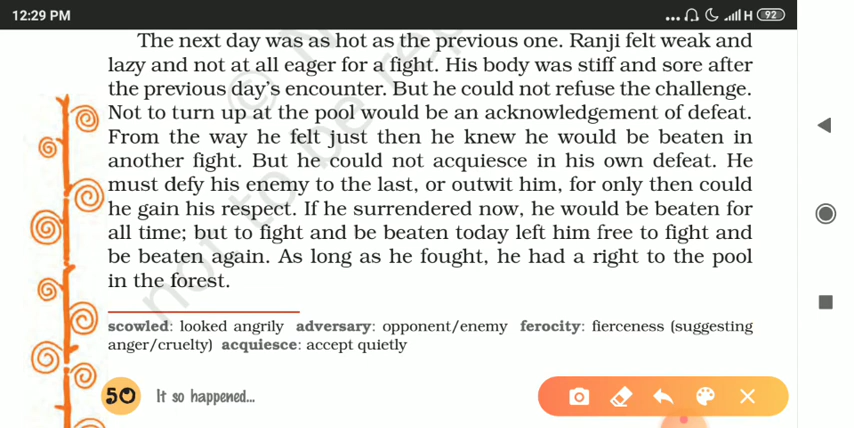 12:29 PM
H 92
The next day was as hot as the previous one. Ranji felt weak and
lazy and not at all eager for a fight. His body was stiff and sore after
the previous day's encounter. But he could not refuse the challenge.
Not to turn up at the pool would be an acknowledgement of defeat.
From the way he felt just then he knew he would be beaten in
another fight. But he could not acquiesce in his own defeat. He
must defy his enemy to the last, or outwit him, for only then could
he gain his respect. If he surrendered now, he would be beaten for
all time; but to fight and be beaten today left him free to fight and
be beaten again. As long as he fought, he had a right to the pool
in the forest.
not to be rep
scowled: looked angrily adversary: opponent/enemy ferocity: fierceness (suggesting
anger/cruelty) acquiesce: accept quietly
50 It so happened...